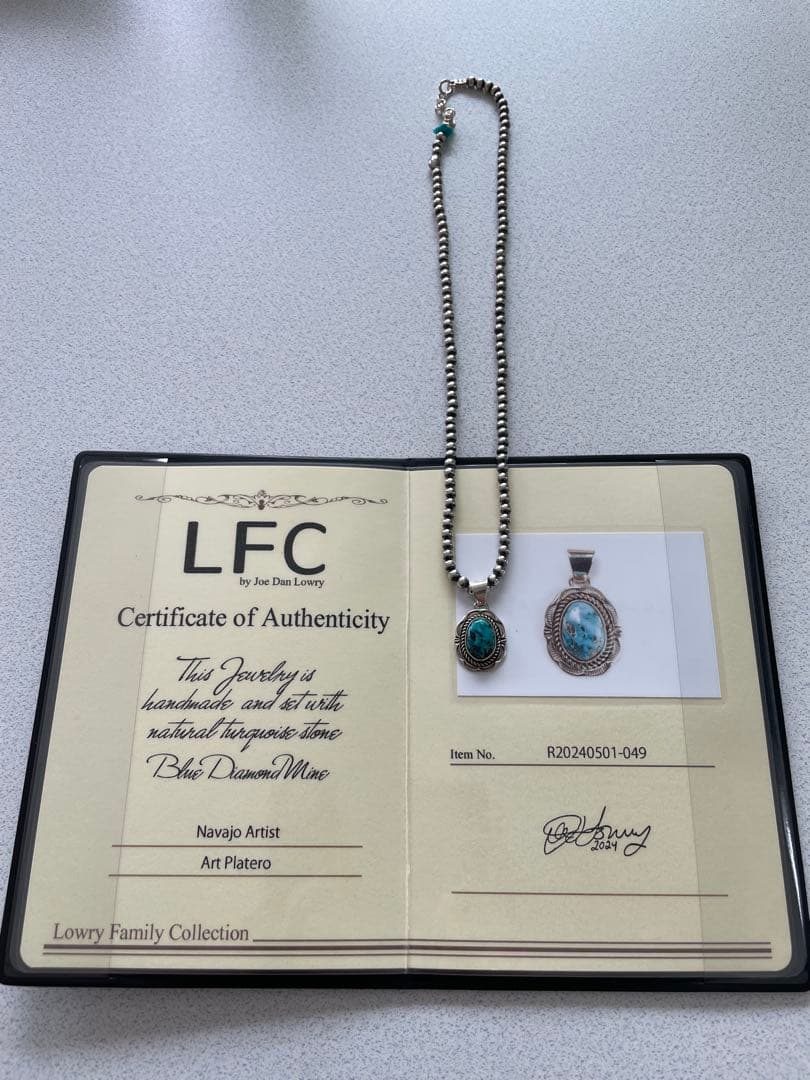 LFC
by Joe Dan Lowry
Certificate of Authenticity
This Jewelry is
handmade and set with
natural turquoise stone
Blue Diamond Mine
Navajo Artist
Art Platero
Lowry Family Collection
Item No. R20240501-049
2024